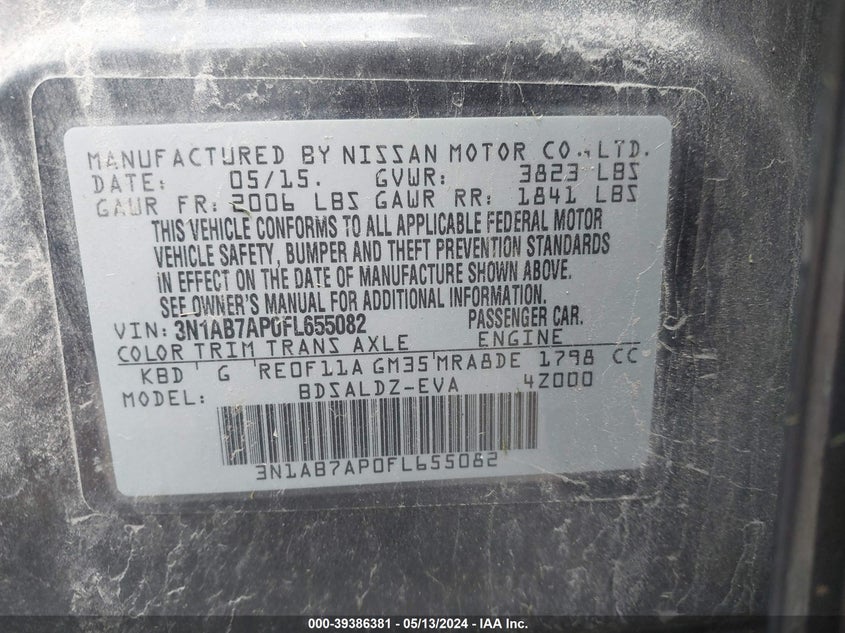 MANUFACTURED BY NISSAN MOTOR CO.,LTD.
DATE: 05/15. GVWR: 3823 LBS
GAWR FR: 2006 LBS GAWR RR: 1841 LBS
THIS VEHICLE CONFORMS TO ALL APPLICABLE FEDERAL MOTOR
VEHICLE SAFETY, BUMPER AND THEFT PREVENTION STANDARDS
IN EFFECT ON THE DATE OF MANUFACTURE SHOWN ABOVE.
SEE OWNER'S MANUAL FOR ADDITIONAL INFORMATION.
VIN: 3N1AB7AP0FL655082 PASSENGER CAR.
COLOR TRIM TRANS AXLE ENGINE
KBD G RE0F11A GM35 MRA8DE 1798 CC
MODEL: BDSALDZ-EVA 4Z000
3N1AB7AP0FL655082
000-39386381 - 05/13/2024 - IAA Inc.